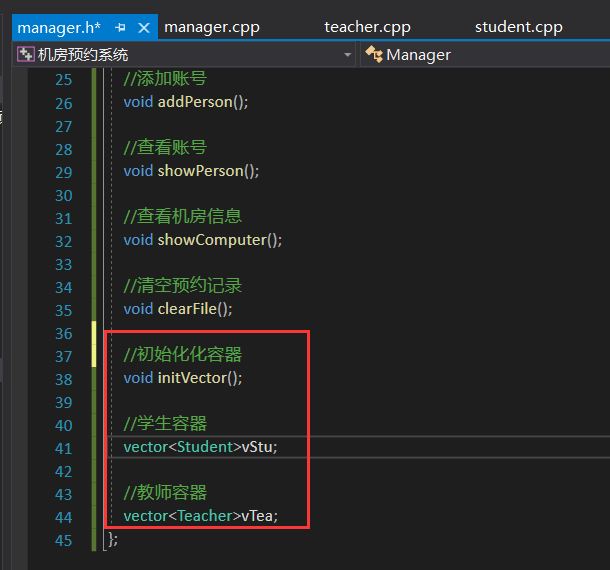 manager.h* manager.cpp teacher.cpp student.cpp
机房预约系统 Manager
25 //添加账号
26 void addPerson();
27
28 //查看账号
29 void showPerson();
30
31 //查看机房信息
32 void showComputer();
33
34 //清空预约记录
35 void clearFile();
36
37 //初始化化容器
38 void initVector();
39
40 //学生容器
41 vector<Student>vStu;
42
43 //教师容器
44 vector<Teacher>vTea;
45 };